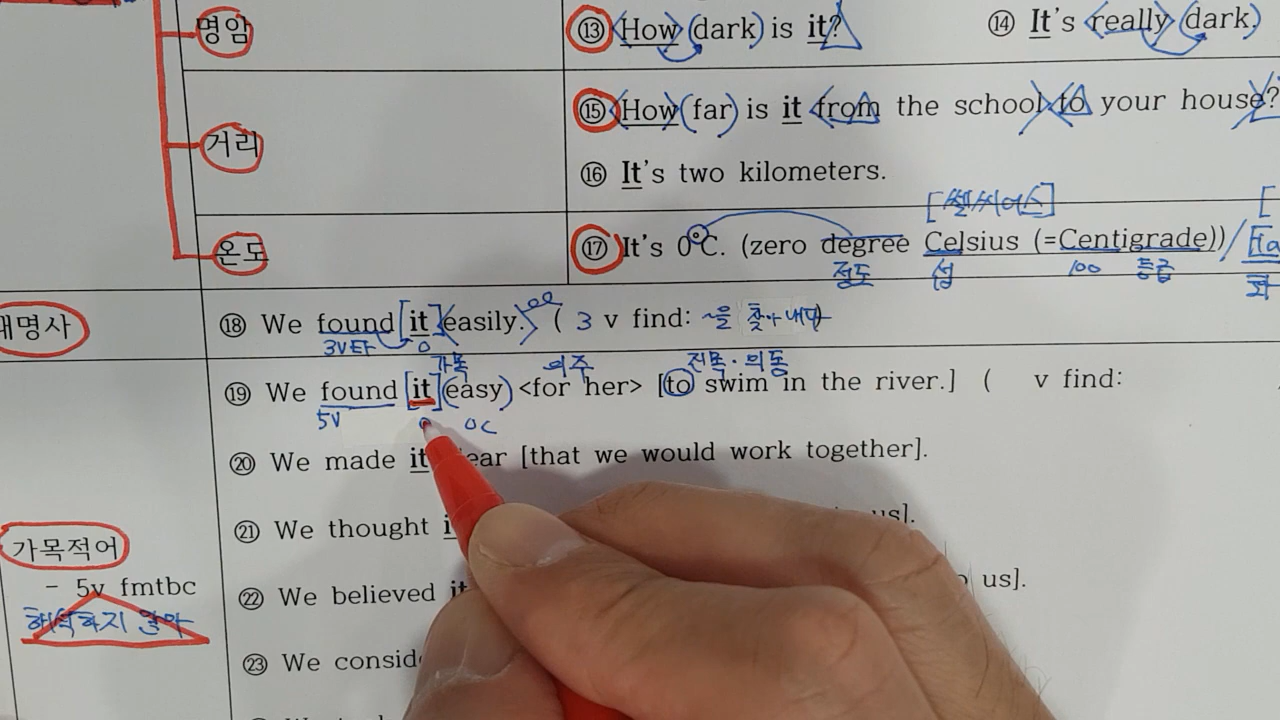 명암 ⑬ How dark is it? ⑭ It's really dark.
거리 ⑮ How far is it from the school to your house?
⑯ It's two kilometers.
[쎌씨어스] [
온도 ⑰ It's 0℃. (zero degree Celsius (=Centigrade)) /
정도 섭 100 등급 화
대명사 ⑱ We found [it] easily. (3 v find: ~을 찾아내다)
3V타 O
가목 의주 진목·의동
⑲ We found [it] (easy) <for her> [to swim in the river.] ( v find:
5V O OC
⑳ We made it [that we would work together].
가목적어 ㉑ We thought us].
- 5v fmtbc ㉒ We believed it us].
해석하지 말아
㉓ We